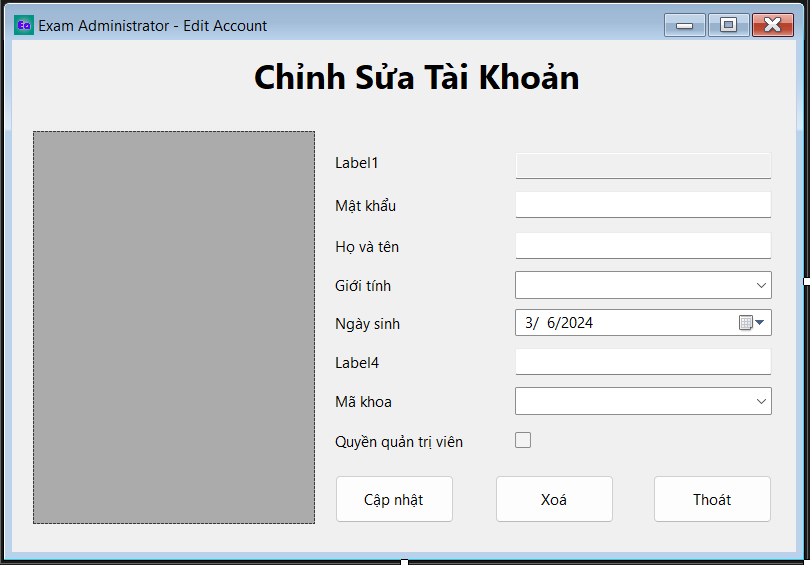 Ea Exam Administrator - Edit Account
Chỉnh Sửa Tài Khoản
Label1
Mật khẩu
Họ và tên
Giới tính
Ngày sinh 3/ 6/2024
Label4
Mã khoa
Quyền quản trị viên
Cập nhật Xoá Thoát